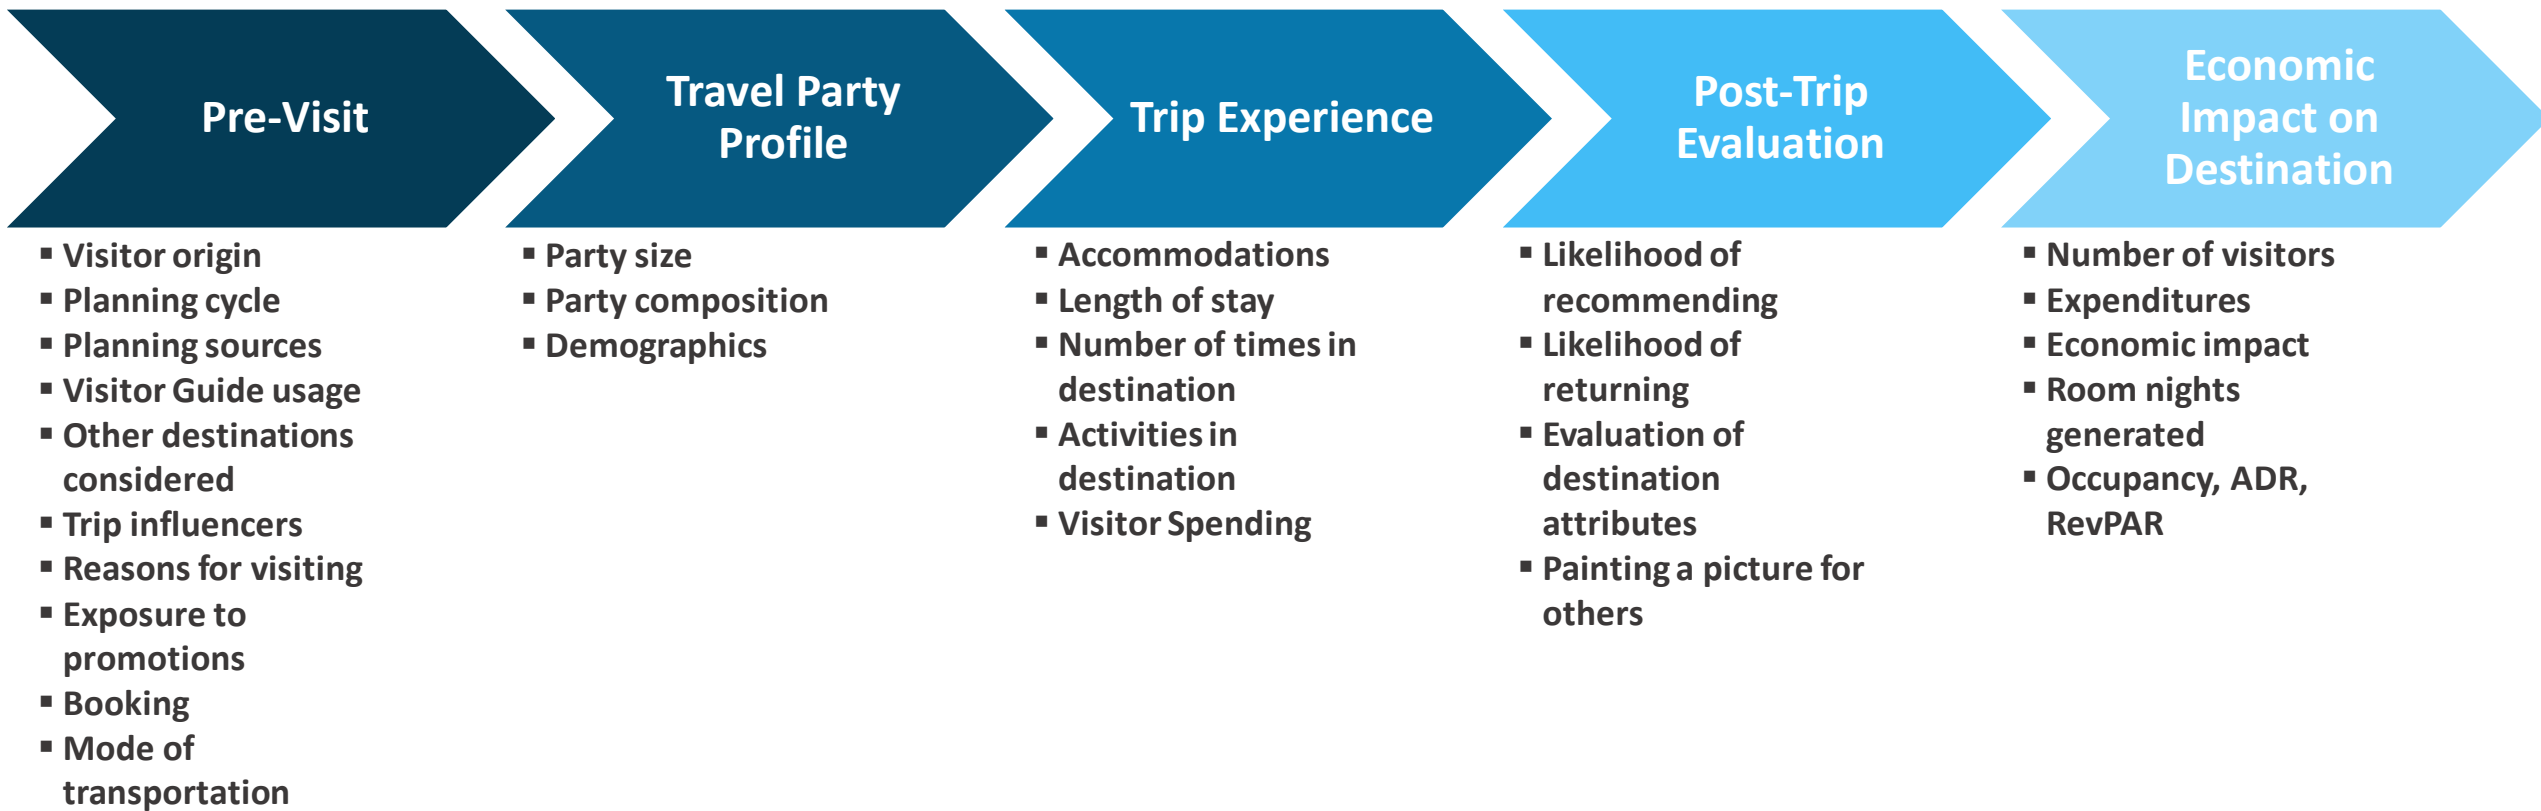 Pre-Visit
▪ Visitor origin
▪ Planning cycle
▪ Planning sources
▪ Visitor Guide usage
▪ Other destinations
considered
▪ Trip influencers
▪ Reasons for visiting
▪ Exposure to
promotions
▪ Booking
▪ Mode of
transportation
Travel Party
Profile
▪ Party size
▪ Party composition
▪ Demographics
Trip Experience
▪ Accommodations
▪ Length of stay
▪ Number of times in
destination
▪ Activities in
destination
▪ Visitor Spending
Post-Trip
Evaluation
▪ Likelihood of
recommending
▪ Likelihood of
returning
▪ Evaluation of
destination
attributes
▪ Painting a picture for
others
Economic
Impact on
Destination
▪ Number of visitors
▪ Expenditures
▪ Economic impact
▪ Room nights
generated
▪ Occupancy, ADR,
RevPAR